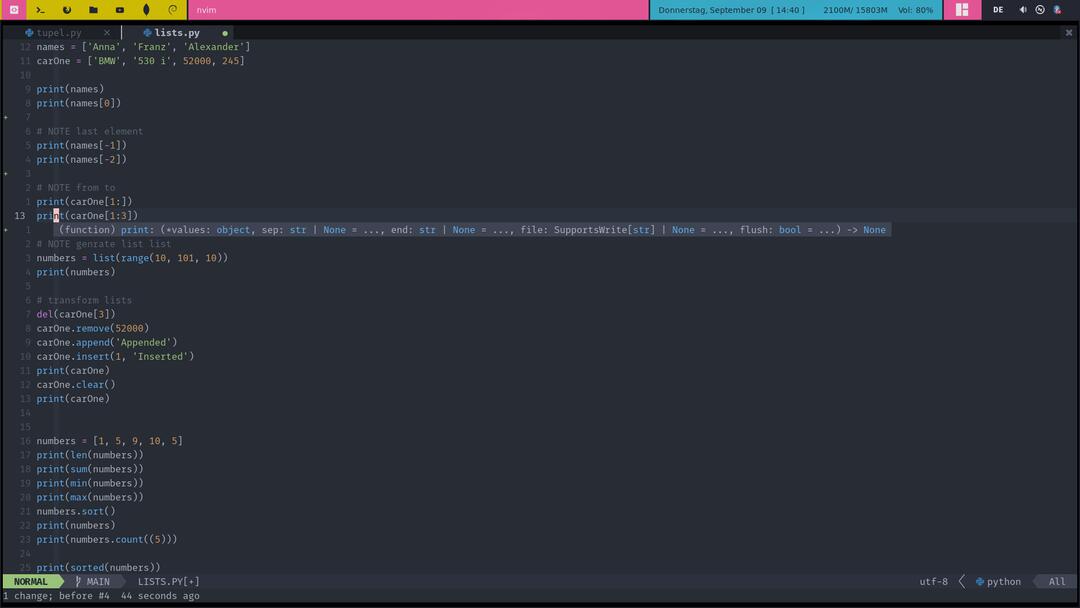 nvim
Donnerstag, September 09 [ 14:40 ] 2100M/ 15803M Vol: 80%
DE
tupel.py × lists.py
12 names = ['Anna', 'Franz', 'Alexander']
11 carOne = ['BMW', '530 i', 52000, 245]
10
9 print(names)
8 print(names[0])
+ 7
6 # NOTE last element
5 print(names[-1])
4 print(names[-2])
+ 3
2 # NOTE from to
1 print(carOne[1:])
13 print(carOne[1:3])
+ 1 (function) print: (*values: object, sep: str | None = ..., end: str | None = ..., file: SupportsWrite[str] | None = ..., flush: bool = ...) -> None
2 # NOTE genrate list list
3 numbers = list(range(10, 101, 10))
4 print(numbers)
5
6 # transform lists
7 del(carOne[3])
8 carOne.remove(52000)
9 carOne.append('Appended')
10 carOne.insert(1, 'Inserted')
11 print(carOne)
12 carOne.clear()
13 print(carOne)
14
15
16 numbers = [1, 5, 9, 10, 5]
17 print(len(numbers))
18 print(sum(numbers))
19 print(min(numbers))
20 print(max(numbers))
21 numbers.sort()
22 print(numbers)
23 print(numbers.count((5)))
24
25 print(sorted(numbers))
NORMAL MAIN LISTS.PY[+] utf-8 python All
1 change; before #4 44 seconds ago